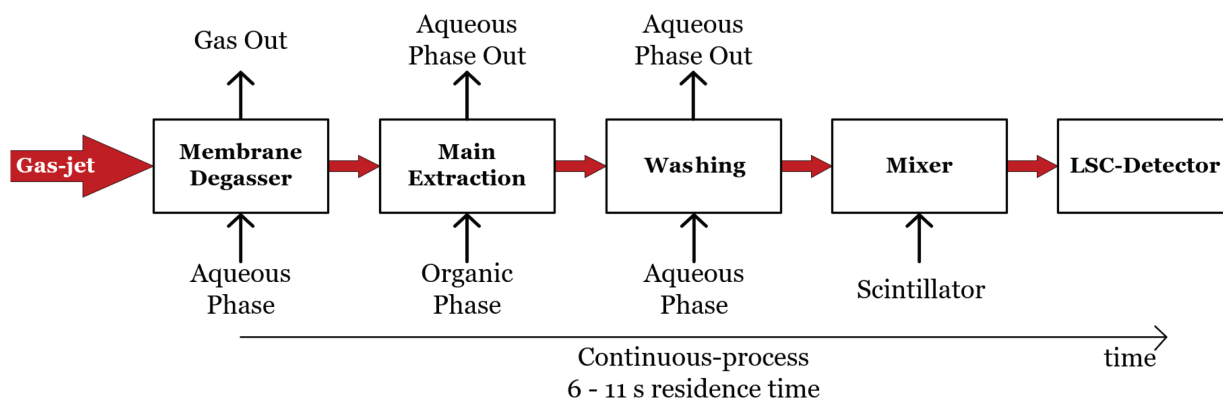 Gas Out
Aqueous
Phase Out
Aqueous
Phase Out
Gas-jet
Membrane
Degasser
Main
Extraction
Washing
Mixer
LSC-Detector
Aqueous
Phase
Organic
Phase
Aqueous
Phase
Scintillator
Continuous-process
6 - 11 s residence time
time